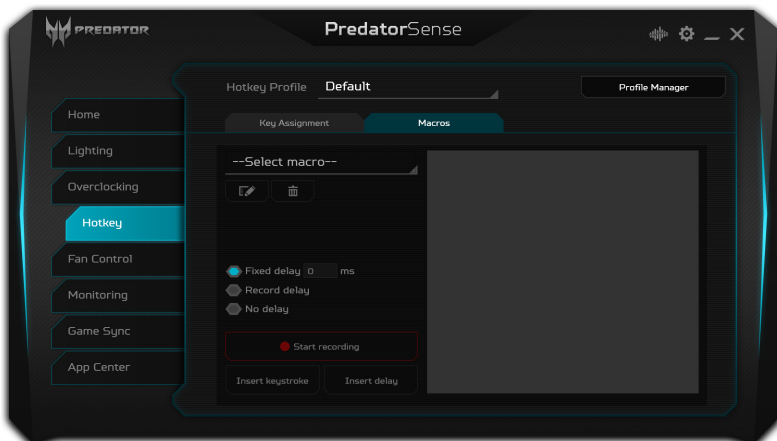 PREDATOR
PredatorSense
Hotkey Profile Default
Profile Manager
Home
Lighting
Overclocking
Hotkey
Fan Control
Monitoring
Game Sync
App Center
Key Assignment
Macros
--Select macro--
Fixed delay 0 ms
Record delay
No delay
Start recording
Insert keystroke
Insert delay